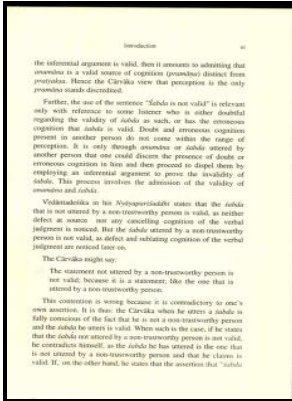 Introduction xi
the inferential argument is valid, then it amounts to admitting that
anumāna is a valid source of cognition (pramāṇa) distinct from
pratyakṣa. Hence the Cārvāka view that perception is the only
pramāṇa stands discredited.
Further, the use of the sentence "Śabda is not valid" is relevant
only with reference to some listener who is either doubtful
regarding the validity of śabda as such, or has the erroneous
cognition that śabda is valid. Doubt and erroneous cognition
present in another person do not come within the range of
perception. It is only through anumāna or śabda uttered by
another person that one could discern the presence of doubt or
erroneous cognition in him and then proceed to dispel them by
employing an inferential argument to prove the invalidity of
śabda. This process involves the admission of the validity of
anumāna and śabda.
Vedāntadeśika in his Nyāyapariśuddhi states that the śabda
that is not uttered by a non-trustworthy person is valid, as neither
defect at source nor any cancelling cognition of the verbal
judgment is noticed. But the śabda uttered by a non-trustworthy
person is not valid, as defect and sublating cognition of the verbal
judgment are noticed later on.
The Cārvāka might say:
The statement not uttered by a non-trustworthy person is
not valid; because it is a statement; like the one that is
uttered by a non-trustworthy person.
This contention is wrong because it is contradictory to one's
own assertion. It is thus: the Cārvāka when he utters a śabda is
fully conscious of the fact that he is not a non-trustworthy person
and the śabda he utters is valid. When such is the case, if he states
that the śabda not uttered by a non-trustworthy person is not valid,
he contradicts himself, as the śabda he has uttered is the one that
is not uttered by a non-trustworthy person and that he claims is
valid. If, on the other hand, he states that the assertion that "śabda